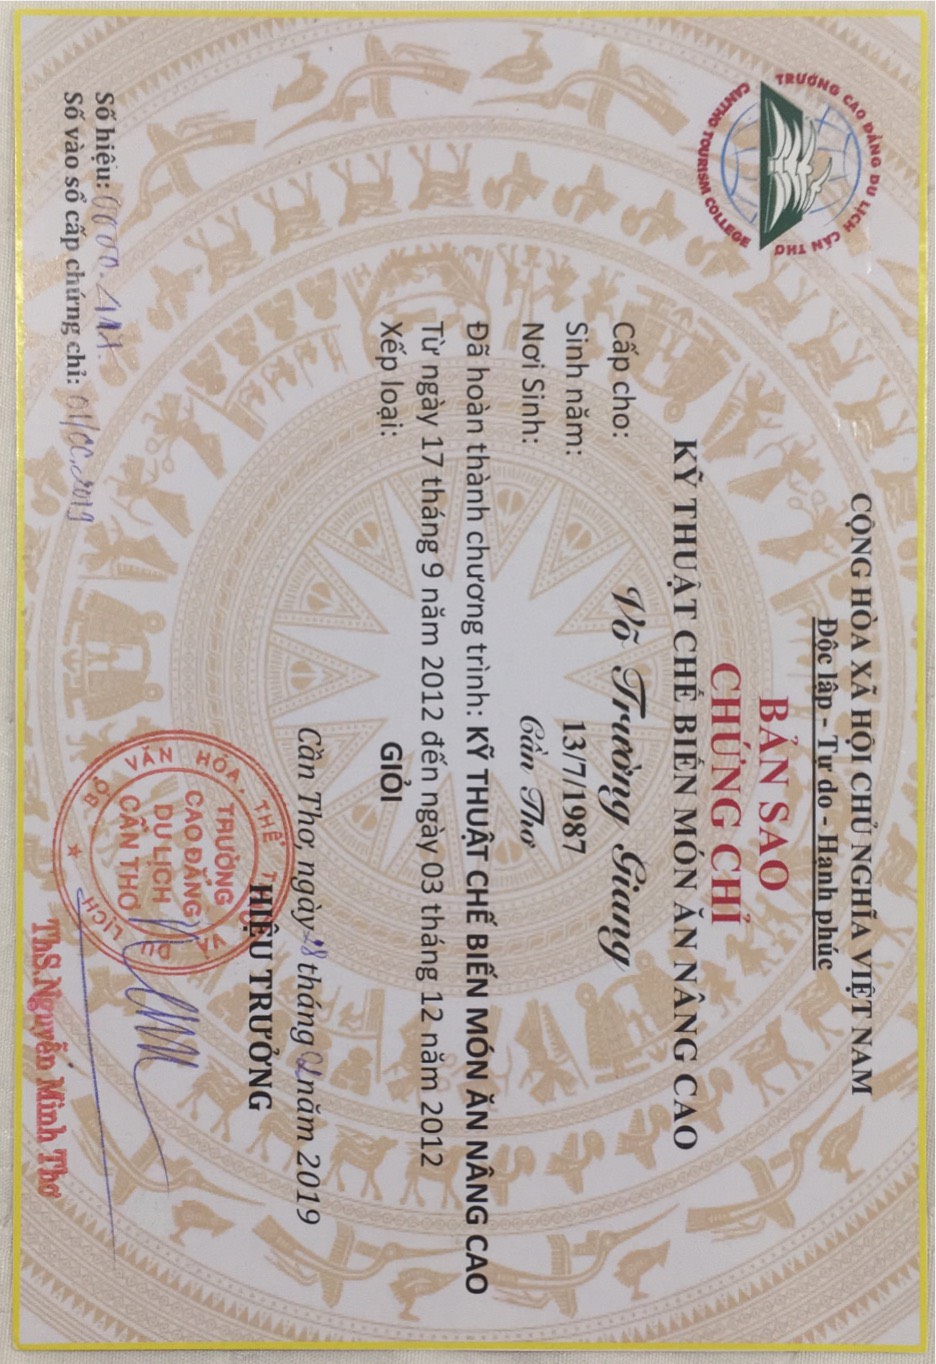 TRƯỜNG CAO ĐẲNG DU LỊCH CẦN THƠ
CANTHO TOURISM COLLEGE
CỘNG HÒA XÃ HỘI CHỦ NGHĨA VIỆT NAM
Độc lập - Tự do - Hạnh phúc
BẢN SAO
CHỨNG CHỈ
KỸ THUẬT CHẾ BIẾN MÓN ĂN NÂNG CAO
Cấp cho: Võ Trường Giang
Sinh năm: 13/7/1987
Nơi Sinh: Cần Thơ
Đã hoàn thành chương trình: KỸ THUẬT CHẾ BIẾN MÓN ĂN NÂNG CAO
Từ ngày 17 tháng 9 năm 2012 đến ngày 03 tháng 12 năm 2012
Xếp loại: GIỎI
Cần Thơ, ngày 28 tháng 02 năm 2019
HIỆU TRƯỞNG
BỘ VĂN HÓA, THỂ THAO VÀ DU LỊCH
TRƯỜNG
CAO ĐẲNG
DU LỊCH
CẦN THƠ
ThS.Nguyễn Minh Thơ
Số hiệu:
Số vào sổ cấp chứng chỉ: 01/CC.2019